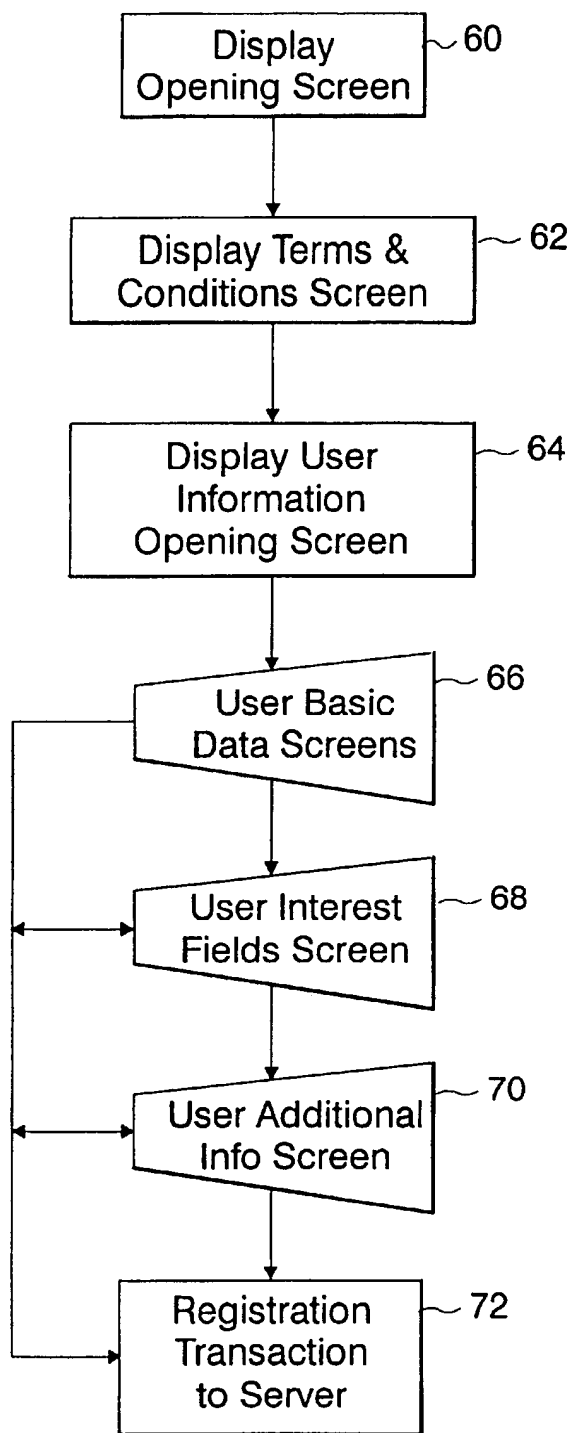 Display
Opening Screen
60
Display Terms &
Conditions Screen
62
Display User
Information
Opening Screen
64
User Basic
Data Screens
66
User Interest
Fields Screen
68
User Additional
Info Screen
70
Registration
Transaction
to Server
72